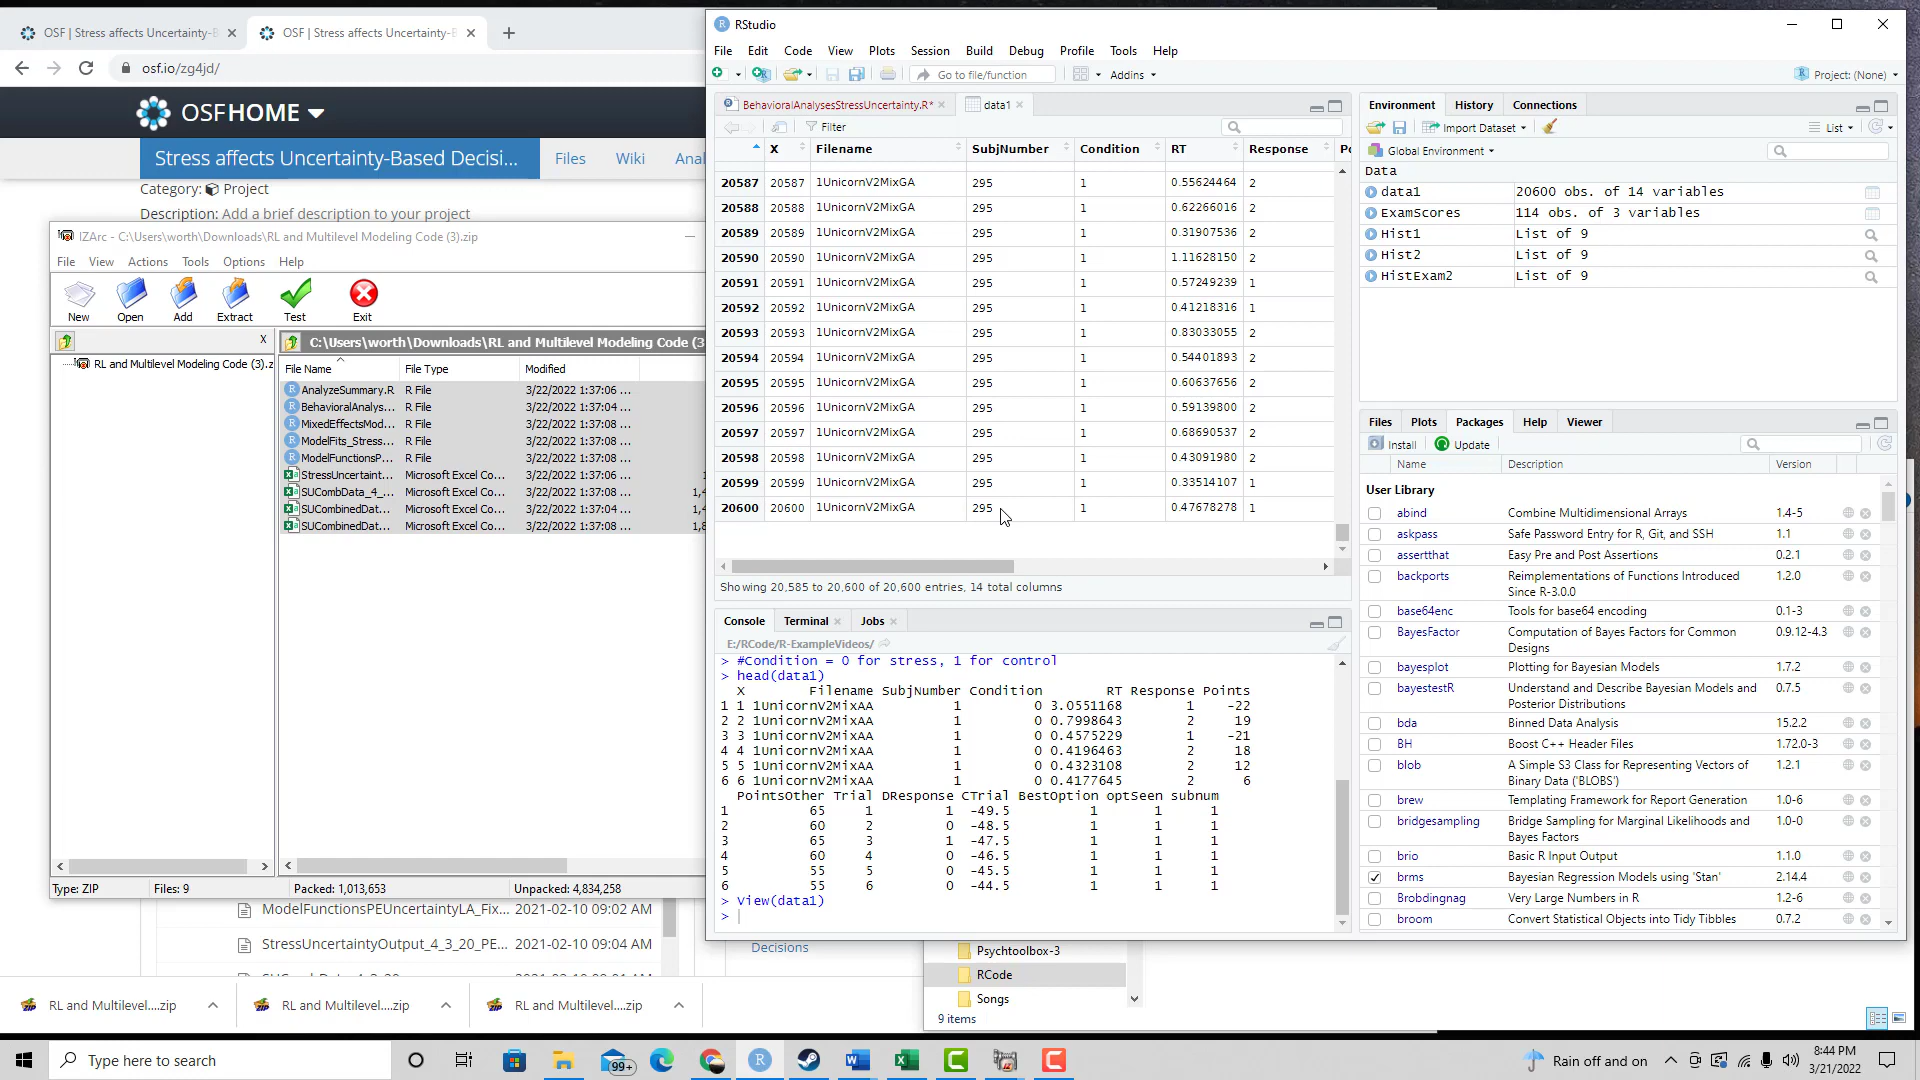 OSF | Stress affects Uncertainty-B
OSF | Stress affects Uncertainty-B
osf.io/zg4jd/
OSFHOME
Stress affects Uncertainty-Based Decisi...
Files
Wiki
Anal
Category: Project
Description: Add a brief description to your project
IZArc - C:\Users\worth\Downloads\RL and Multilevel Modeling Code (3).zip
File View Actions Tools Options Help
New Open Add Extract Test Exit
X
C:\Users\worth\Downloads\RL and Multilevel Modeling Code (3
RL and Multilevel Modeling Code (3).z
File Name File Type Modified
AnalyzeSummary.R R File 3/22/2022 1:37:06 ...
BehavioralAnalys... R File 3/22/2022 1:37:04 ...
MixedEffectsMod... R File 3/22/2022 1:37:08 ...
ModelFits_Stress... R File 3/22/2022 1:37:08 ...
ModelFunctionsP... R File 3/22/2022 1:37:08 ...
StressUncertaint... Microsoft Excel Co... 3/22/2022 1:37:06 ... 1
SUCombData_4_... Microsoft Excel Co... 3/22/2022 1:37:08 ... 1,4
SUCombinedDat... Microsoft Excel Co... 3/22/2022 1:37:04 ... 1,4
SUCombinedDat... Microsoft Excel Co... 3/22/2022 1:37:08 ... 1,8
Type: ZIP Files: 9 Packed: 1,013,653 Unpacked: 4,834,258
ModelFunctionsPEUncertaintyLA_Fix... 2021-02-10 09:02 AM
StressUncertaintyOutput_4_3_20_PE... 2021-02-10 09:04 AM
Decisions
RL and Multilevel....zip
RL and Multilevel....zip
RL and Multilevel....zip
RStudio
File Edit Code View Plots Session Build Debug Profile Tools Help
Go to file/function
Addins
Project: (None)
BehavioralAnalysesStressUncertainty.R*
data1
Filter
X Filename SubjNumber Condition RT Response Po
20587 20587 1UnicornV2MixGA 295 1 0.55624464 2
20588 20588 1UnicornV2MixGA 295 1 0.62266016 2
20589 20589 1UnicornV2MixGA 295 1 0.31907536 2
20590 20590 1UnicornV2MixGA 295 1 1.11628150 2
20591 20591 1UnicornV2MixGA 295 1 0.57249239 1
20592 20592 1UnicornV2MixGA 295 1 0.41218316 1
20593 20593 1UnicornV2MixGA 295 1 0.83033055 2
20594 20594 1UnicornV2MixGA 295 1 0.54401893 2
20595 20595 1UnicornV2MixGA 295 1 0.60637656 2
20596 20596 1UnicornV2MixGA 295 1 0.59139800 2
20597 20597 1UnicornV2MixGA 295 1 0.68690537 2
20598 20598 1UnicornV2MixGA 295 1 0.43091980 2
20599 20599 1UnicornV2MixGA 295 1 0.33514107 1
20600 20600 1UnicornV2MixGA 295 1 0.47678278 1
Showing 20,585 to 20,600 of 20,600 entries, 14 total columns
Console Terminal Jobs
E:/RCode/R-ExampleVideos/
> #Condition = 0 for stress, 1 for control
> head(data1)
X Filename SubjNumber Condition RT Response Points
1 1 1UnicornV2MixAA 1 0 3.0551168 1 -22
2 2 1UnicornV2MixAA 1 0 0.7998643 2 19
3 3 1UnicornV2MixAA 1 0 0.4575229 1 -21
4 4 1UnicornV2MixAA 1 0 0.4196463 2 18
5 5 1UnicornV2MixAA 1 0 0.4323108 2 12
6 6 1UnicornV2MixAA 1 0 0.4177645 2 6
PointsOther Trial DResponse CTrial BestOption optSeen subnum
1 65 1 1 -49.5 1 1 1
2 60 2 0 -48.5 1 1 1
3 65 3 1 -47.5 1 1 1
4 60 4 0 -46.5 1 1 1
5 55 5 0 -45.5 1 1 1
6 55 6 0 -44.5 1 1 1
> View(data1)
>
Environment History Connections
Import Dataset
List
Global Environment
Data
data1 20600 obs. of 14 variables
ExamScores 114 obs. of 3 variables
Hist1 List of 9
Hist2 List of 9
HistExam2 List of 9
Files Plots Packages Help Viewer
Install Update
Name Description Version
User Library
abind Combine Multidimensional Arrays 1.4-5
askpass Safe Password Entry for R, Git, and SSH 1.1
assertthat Easy Pre and Post Assertions 0.2.1
backports Reimplementations of Functions Introduced Since R-3.0.0 1.2.0
base64enc Tools for base64 encoding 0.1-3
BayesFactor Computation of Bayes Factors for Common Designs 0.9.12-4.3
bayesplot Plotting for Bayesian Models 1.7.2
bayestestR Understand and Describe Bayesian Models and Posterior Distributions 0.7.5
bda Binned Data Analysis 15.2.2
BH Boost C++ Header Files 1.72.0-3
blob A Simple S3 Class for Representing Vectors of Binary Data ('BLOBS') 1.2.1
brew Templating Framework for Report Generation 1.0-6
bridgesampling Bridge Sampling for Marginal Likelihoods and Bayes Factors 1.0-0
brio Basic R Input Output 1.1.0
brms Bayesian Regression Models using 'Stan' 2.14.4
Brobdingnag Very Large Numbers in R 1.2-6
broom Convert Statistical Objects into Tidy Tibbles 0.7.2
Psychtoolbox-3
RCode
Songs
9 items
Type here to search
99+
Rain off and on
8:44 PM
3/21/2022